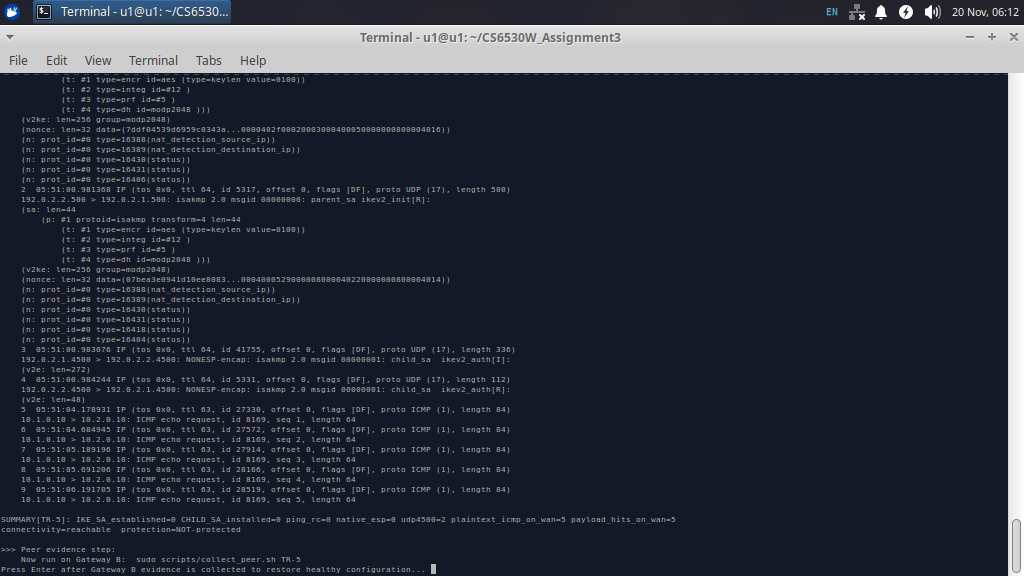 Terminal - u1@u1: ~/CS6530...
EN
20 Nov, 06:12
Terminal - u1@u1: ~/CS6530W_Assignment3
File Edit View Terminal Tabs Help
(t: #1 type=encr id=aes (type=keylen value=0100))
(t: #2 type=integ id=#12 )
(t: #3 type=prf id=#5 )
(t: #4 type=dh id=modp2048 )))
(v2ke: len=256 group=modp2048)
(nonce: len=32 data=(7ddf04539d6959c0343a...0000402f00020003000400050000000800004016))
(n: prot_id=#0 type=16388(nat_detection_source_ip))
(n: prot_id=#0 type=16389(nat_detection_destination_ip))
(n: prot_id=#0 type=16430(status))
(n: prot_id=#0 type=16431(status))
(n: prot_id=#0 type=16406(status))
2 05:51:00.981368 IP (tos 0x0, ttl 64, id 5317, offset 0, flags [DF], proto UDP (17), length 500)
192.0.2.2.500 > 192.0.2.1.500: isakmp 2.0 msgid 00000000: parent_sa ikev2_init[R]:
(sa: len=44
(p: #1 protoid=isakmp transform=4 len=44
(t: #1 type=encr id=aes (type=keylen value=0100))
(t: #2 type=integ id=#12 )
(t: #3 type=prf id=#5 )
(t: #4 type=dh id=modp2048 )))
(v2ke: len=256 group=modp2048)
(nonce: len=32 data=(07bea3e0941d10ee8083...0004000529000008000040220000000800004014))
(n: prot_id=#0 type=16388(nat_detection_source_ip))
(n: prot_id=#0 type=16389(nat_detection_destination_ip))
(n: prot_id=#0 type=16430(status))
(n: prot_id=#0 type=16431(status))
(n: prot_id=#0 type=16418(status))
(n: prot_id=#0 type=16404(status))
3 05:51:00.983076 IP (tos 0x0, ttl 64, id 41755, offset 0, flags [DF], proto UDP (17), length 336)
192.0.2.1.4500 > 192.0.2.2.4500: NONESP-encap: isakmp 2.0 msgid 00000001: child_sa ikev2_auth[I]:
(v2e: len=272)
4 05:51:00.984244 IP (tos 0x0, ttl 64, id 5331, offset 0, flags [DF], proto UDP (17), length 112)
192.0.2.2.4500 > 192.0.2.1.4500: NONESP-encap: isakmp 2.0 msgid 00000001: child_sa ikev2_auth[R]:
(v2e: len=48)
5 05:51:04.178931 IP (tos 0x0, ttl 63, id 27330, offset 0, flags [DF], proto ICMP (1), length 84)
10.1.0.10 > 10.2.0.10: ICMP echo request, id 8169, seq 1, length 64
6 05:51:04.684945 IP (tos 0x0, ttl 63, id 27572, offset 0, flags [DF], proto ICMP (1), length 84)
10.1.0.10 > 10.2.0.10: ICMP echo request, id 8169, seq 2, length 64
7 05:51:05.189196 IP (tos 0x0, ttl 63, id 27914, offset 0, flags [DF], proto ICMP (1), length 84)
10.1.0.10 > 10.2.0.10: ICMP echo request, id 8169, seq 3, length 64
8 05:51:05.691206 IP (tos 0x0, ttl 63, id 28166, offset 0, flags [DF], proto ICMP (1), length 84)
10.1.0.10 > 10.2.0.10: ICMP echo request, id 8169, seq 4, length 64
9 05:51:06.191705 IP (tos 0x0, ttl 63, id 28519, offset 0, flags [DF], proto ICMP (1), length 84)
10.1.0.10 > 10.2.0.10: ICMP echo request, id 8169, seq 5, length 64
SUMMARY[TR-5]: IKE_SA_established=0 CHILD_SA_installed=0 ping_rc=0 native_esp=0 udp4500=2 plaintext_icmp_on_wan=5 payload_hits_on_wan=5
connectivity=reachable protection=NOT-protected
>>> Peer evidence step:
Now run on Gateway B: sudo scripts/collect_peer.sh TR-5
Press Enter after Gateway B evidence is collected to restore healthy configuration...